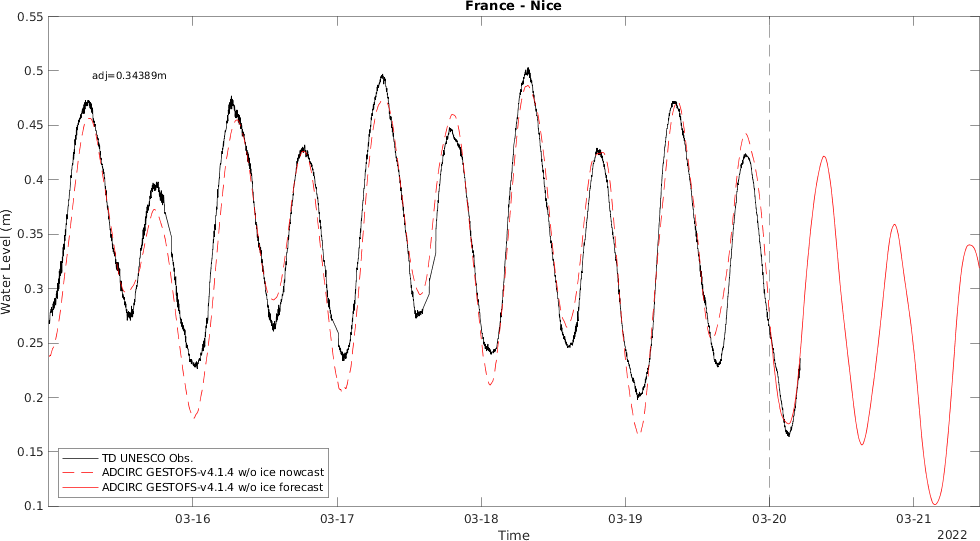 France - Nice
0.55
0.5
0.45
0.4
0.35
0.3
0.25
0.2
0.15
0.1
Water Level (m)
adj=0.34389m
TD UNESCO Obs.
ADCIRC GESTOFS-v4.1.4 w/o ice nowcast
ADCIRC GESTOFS-v4.1.4 w/o ice forecast
03-16 03-17 03-18 03-19 03-20 03-21
Time
2022